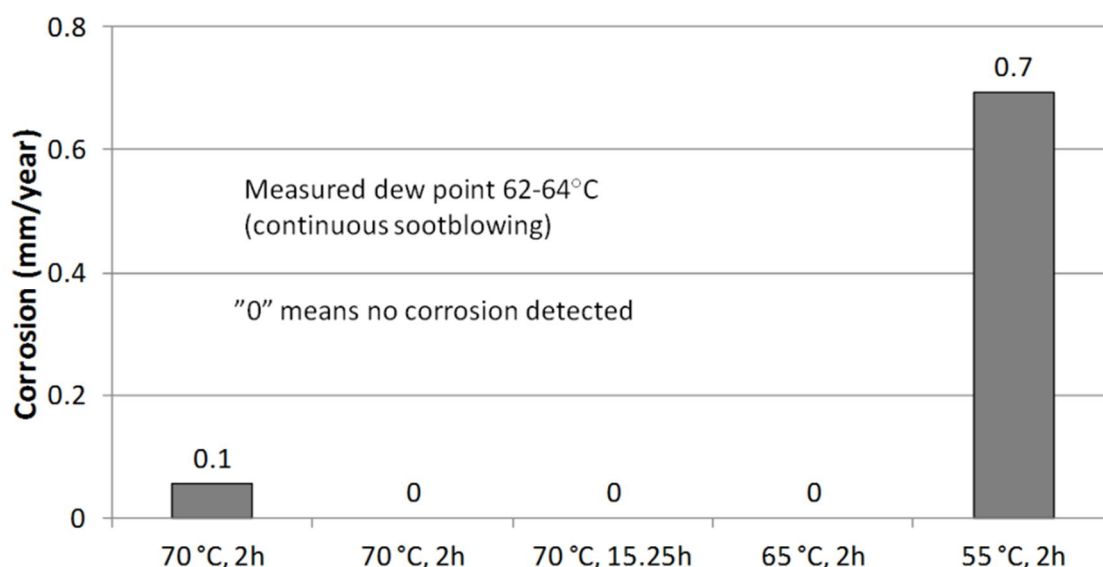 Corrosion (mm/year)
0.8
0.6
0.4
0.2
0
Measured dew point 62-64°C
(continuous sootblowing)
”0” means no corrosion detected
0.1
0
0
0
0.7
70 °C, 2h
70 °C, 2h
70 °C, 15.25h
65 °C, 2h
55 °C, 2h